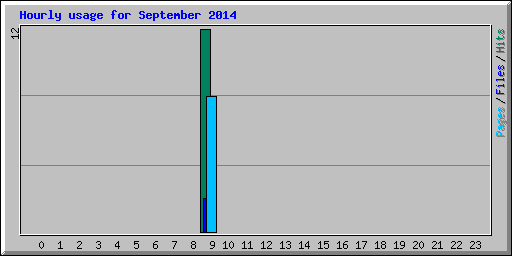 Hourly usage for September 2014
12
Pages/Files/Hits
0 1 2 3 4 5 6 7 8 9 10 11 12 13 14 15 16 17 18 19 20 21 22 23